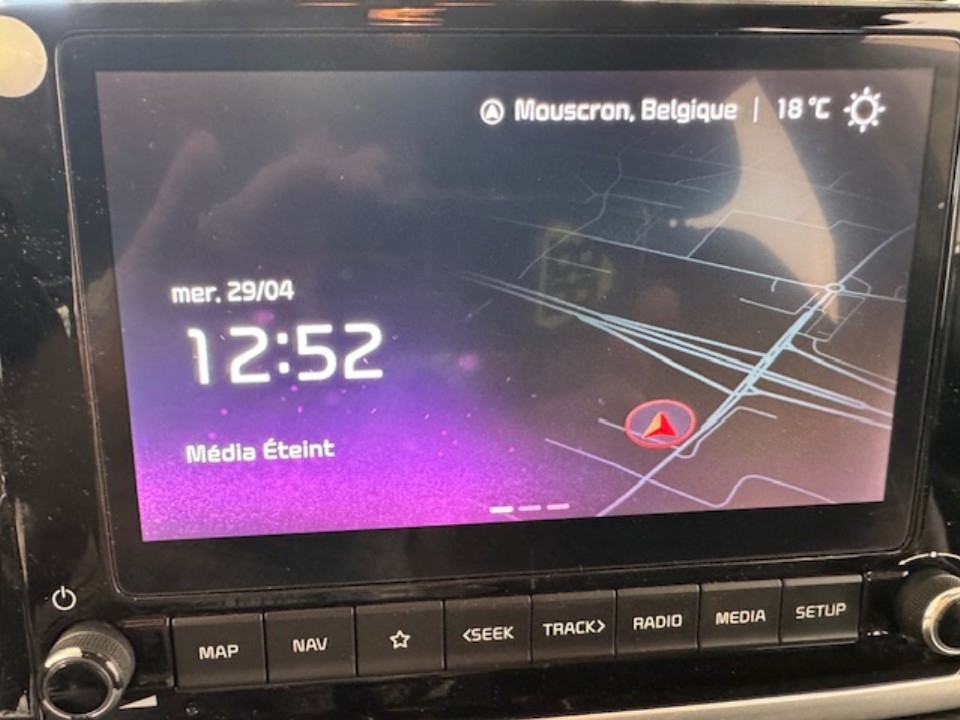 Mouscron, Belgique | 18 °C
mer. 29/04
12:52
Média Éteint
MAP NAV <SEEK TRACK> RADIO MEDIA SETUP